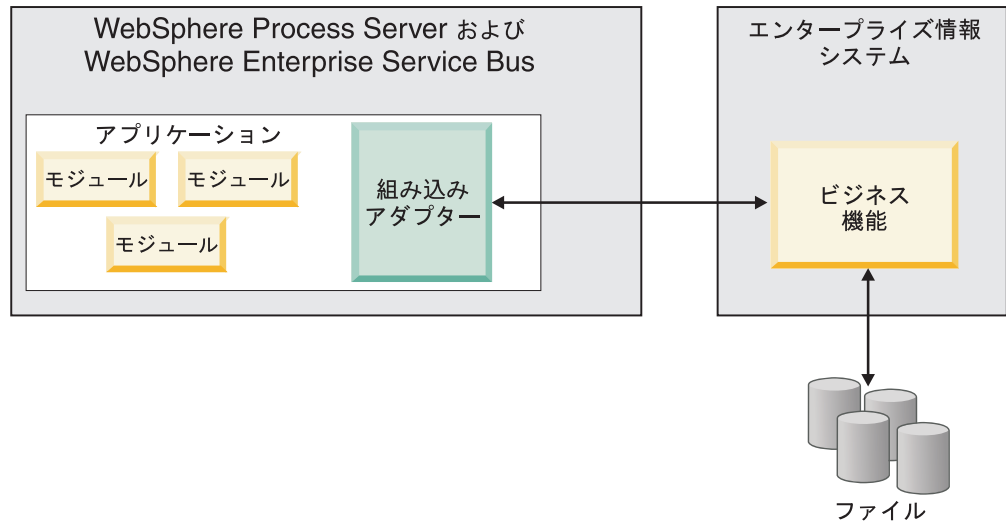 WebSphere Process Server および
WebSphere Enterprise Service Bus
アプリケーション
モジュール
モジュール
モジュール
組み込み
アダプター
エンタープライズ情報
システム
ビジネス
機能
ファイル